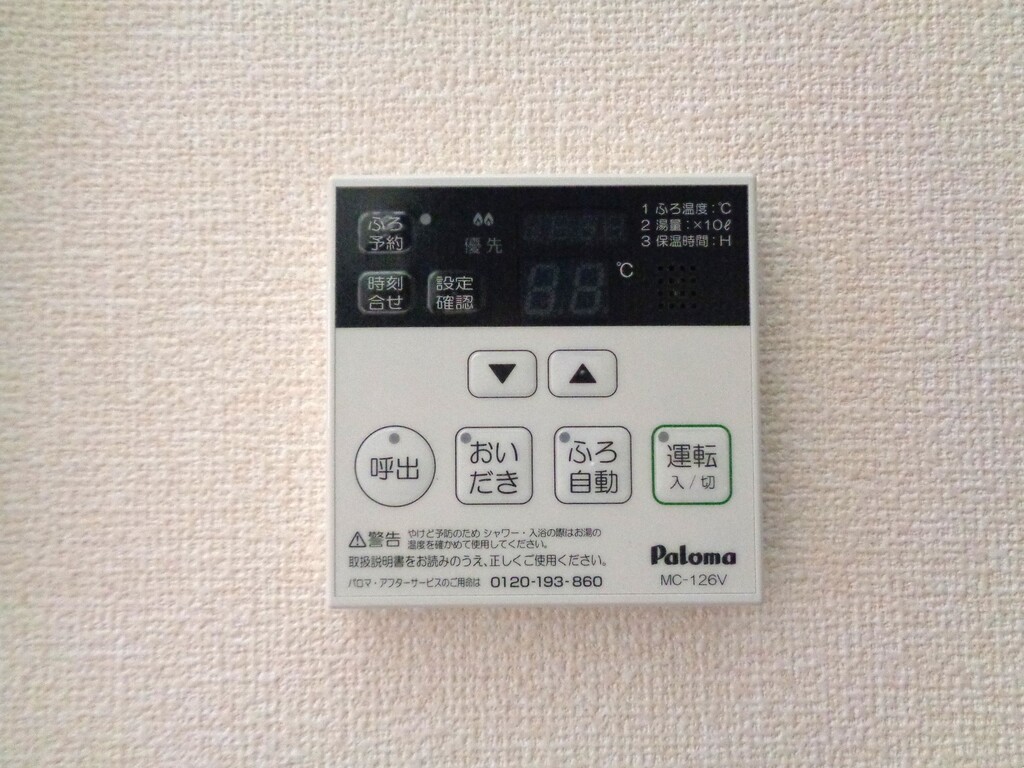 ふろ
予約
優先
1 ふろ温度:℃
2 湯量:×10ℓ
3 保温時間:H
時刻
合せ
設定
確認
88
℃
▼
▲
呼出
おい
だき
ふろ
自動
運転
入/切
⚠警告 やけど予防のため シャワー・入浴の際はお湯の
温度を確かめて使用してください。
取扱説明書をお読みのうえ、正しくご使用ください。
パロマ・アフターサービスのご用命は 0120-193-860
Paloma
MC-126V